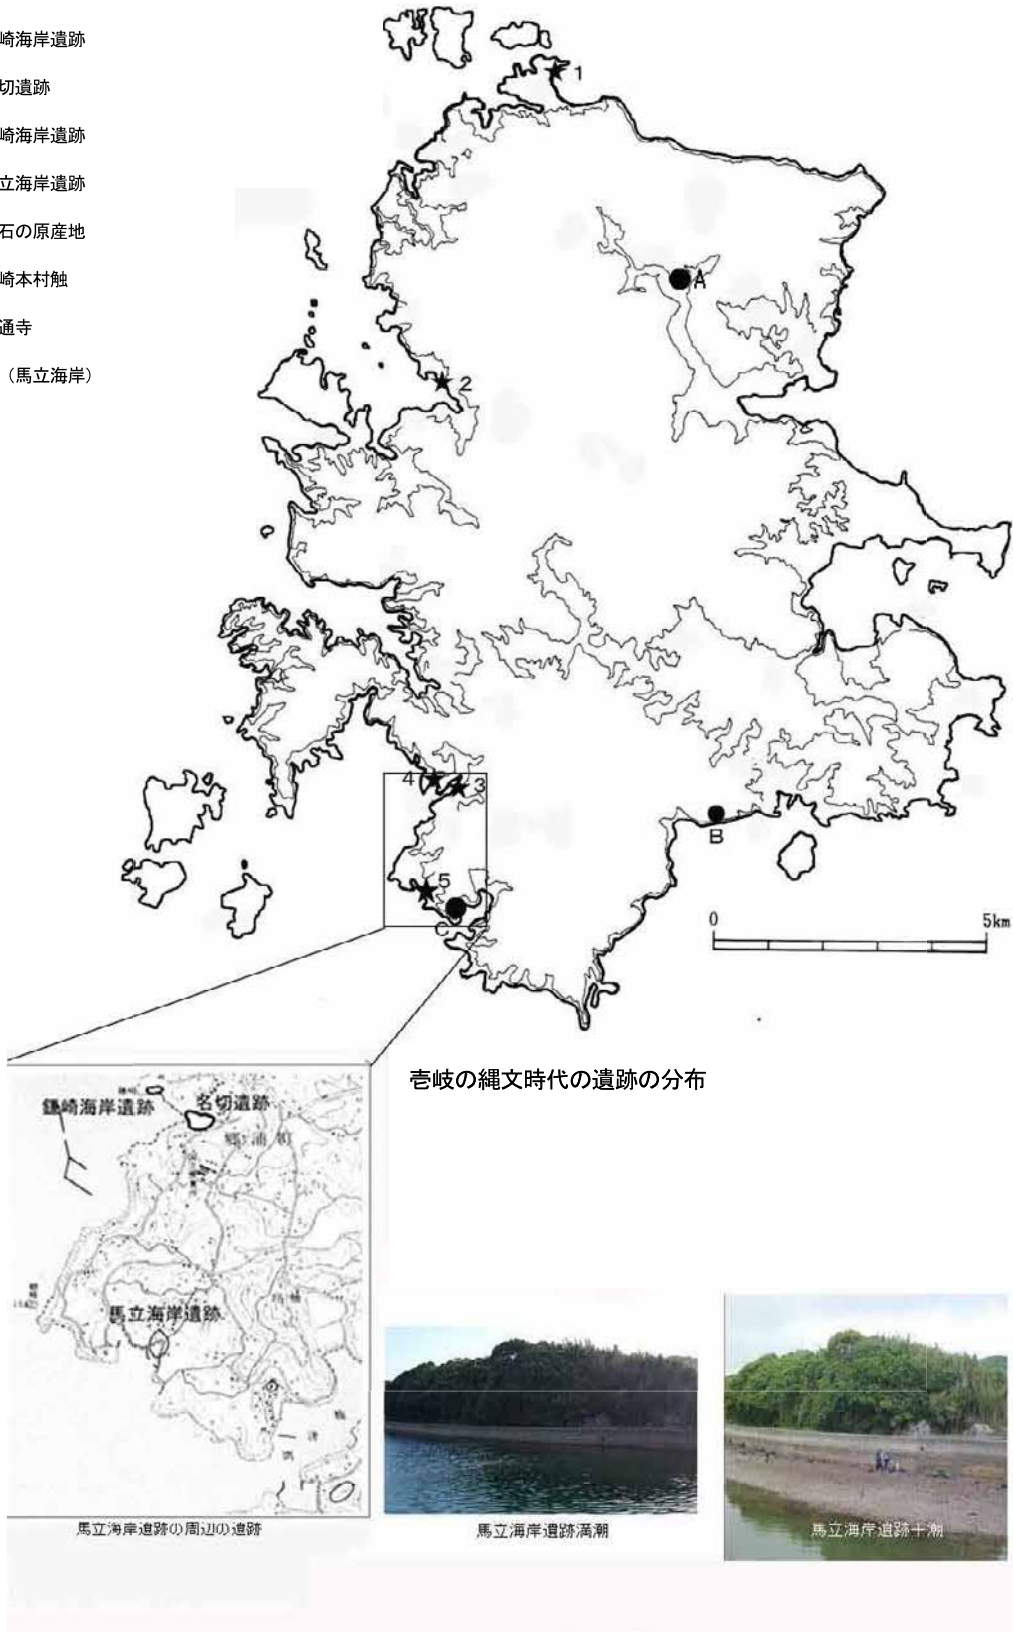 崎海岸遺跡
切遺跡
崎海岸遺跡
立海岸遺跡
石の原産地
崎本村触
通寺
（馬立海岸）
1
A
2
4
3
B
5
C
0
5km
壱岐の縄文時代の遺跡の分布
鎌崎海岸遺跡
名切遺跡
郷ノ浦町
馬立海岸遺跡
馬立海岸遺跡の周辺の遺跡
馬立海岸遺跡満潮
馬立海岸遺跡干潮